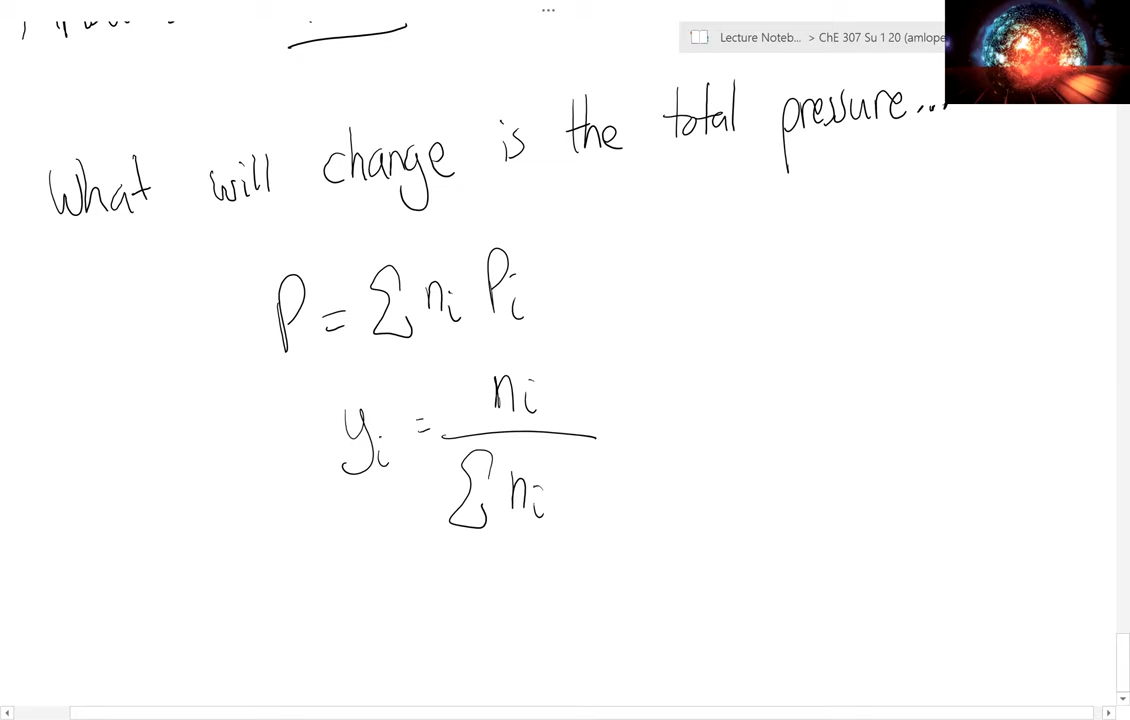 Lecture Noteb... > ChE 307 Su 1 20 (amlope
What will change is the total pressure...
P = Σ ni Pi
yi = ni / Σ ni